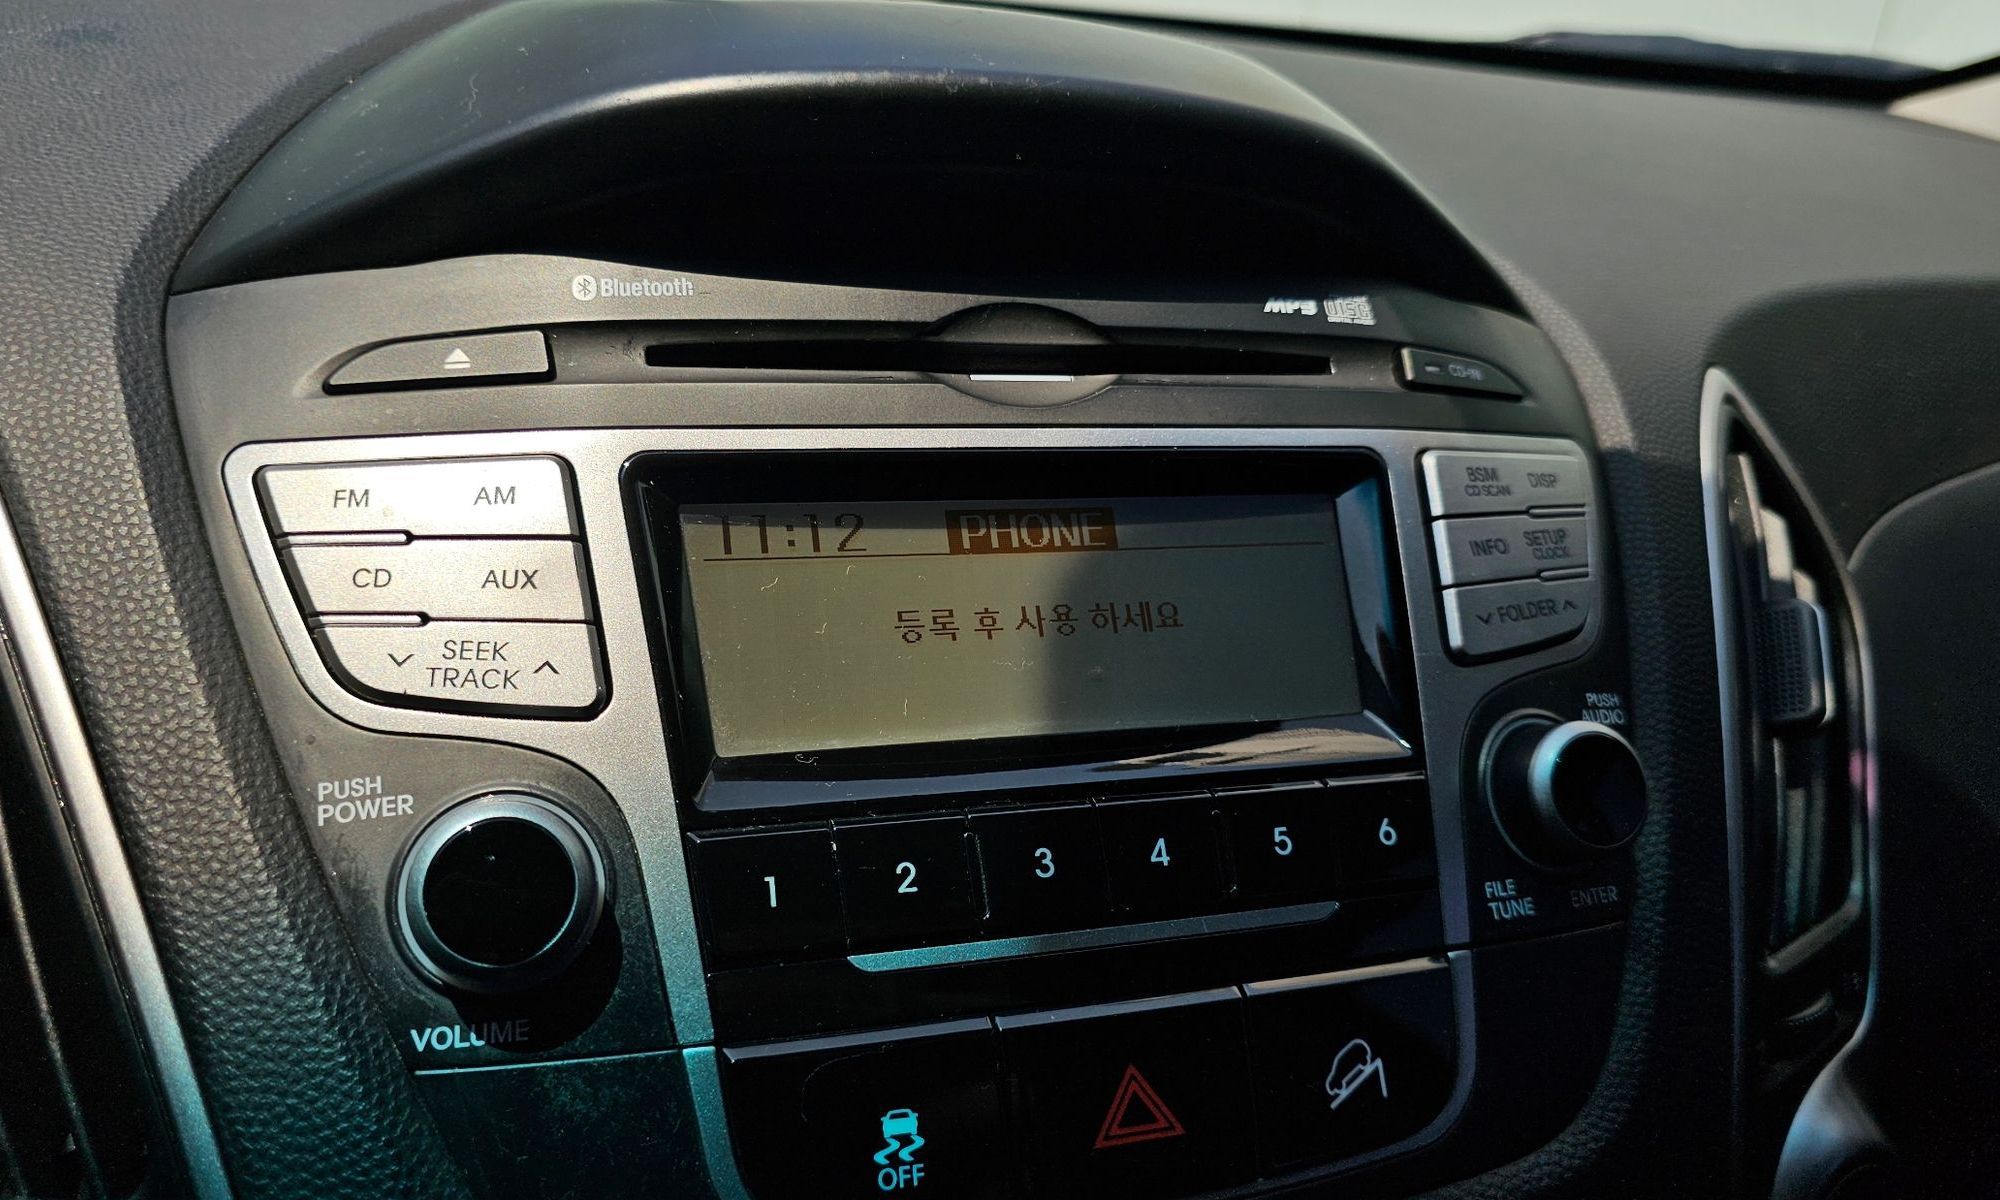 Bluetooth
MP3
DISC
FM
AM
CD
AUX
SEEK
TRACK
11:12
PHONE
등록 후 사용 하세요
BSM
CD SCAN
DISP
INFO
SETUP
CLOCK
FOLDER
PUSH
POWER
VOLUME
PUSH
AUDIO
FILE
TUNE
ENTER
1
2
3
4
5
6
OFF